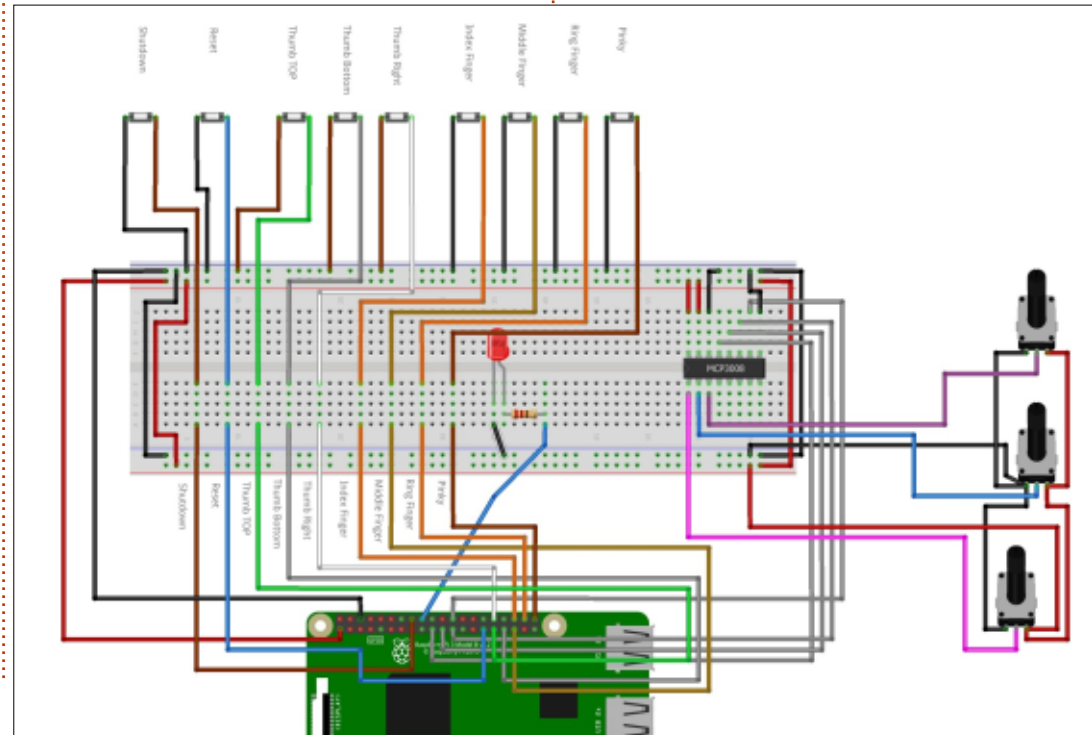 Shutdown
Reset
Thumb TOP
Thumb Bottom
Thumb Right
Index Finger
Middle Finger
Ring Finger
Pinky
MCP3008
Shutdown
Reset
Thumb TOP
Thumb Bottom
Thumb Right
Index Finger
Middle Finger
Ring Finger
Pinky